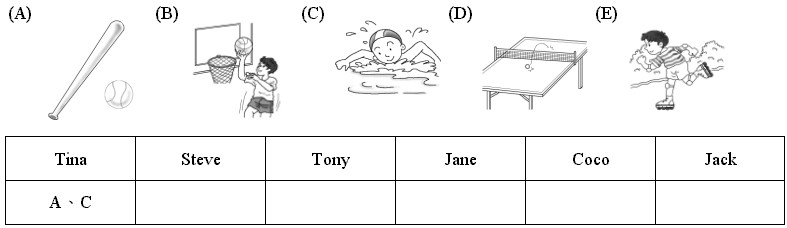 (A) (B) (C) (D) (E)
Tina Steve Tony Jane Coco Jack
A、C